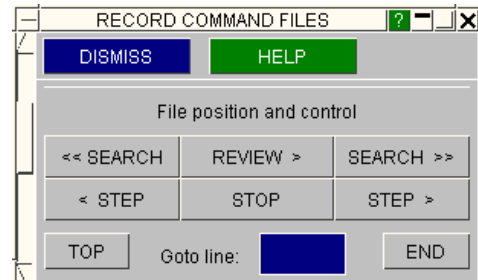 RECORD COMMAND FILES ?
DISMISS HELP
File position and control
<< SEARCH REVIEW > SEARCH >>
< STEP STOP STEP >
TOP Goto line: END